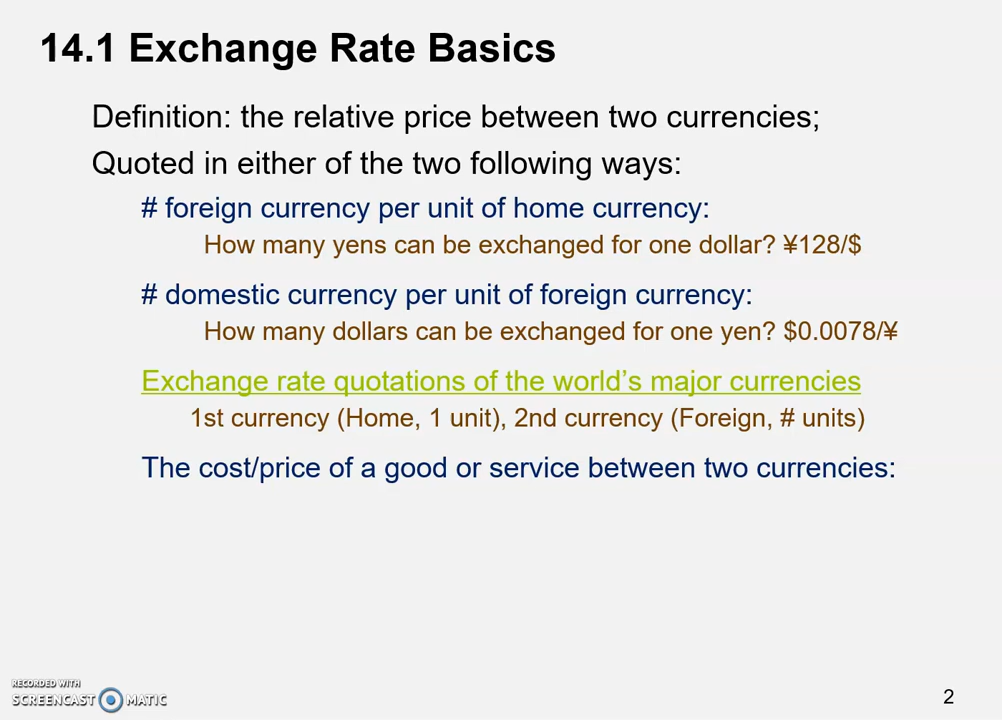 14.1 Exchange Rate Basics
Definition: the relative price between two currencies;
Quoted in either of the two following ways:
# foreign currency per unit of home currency:
How many yens can be exchanged for one dollar? ¥128/$
# domestic currency per unit of foreign currency:
How many dollars can be exchanged for one yen? $0.0078/¥
Exchange rate quotations of the world’s major currencies
1st currency (Home, 1 unit), 2nd currency (Foreign, # units)
The cost/price of a good or service between two currencies:
RECORDED WITH
SCREENCAST MATIC
2